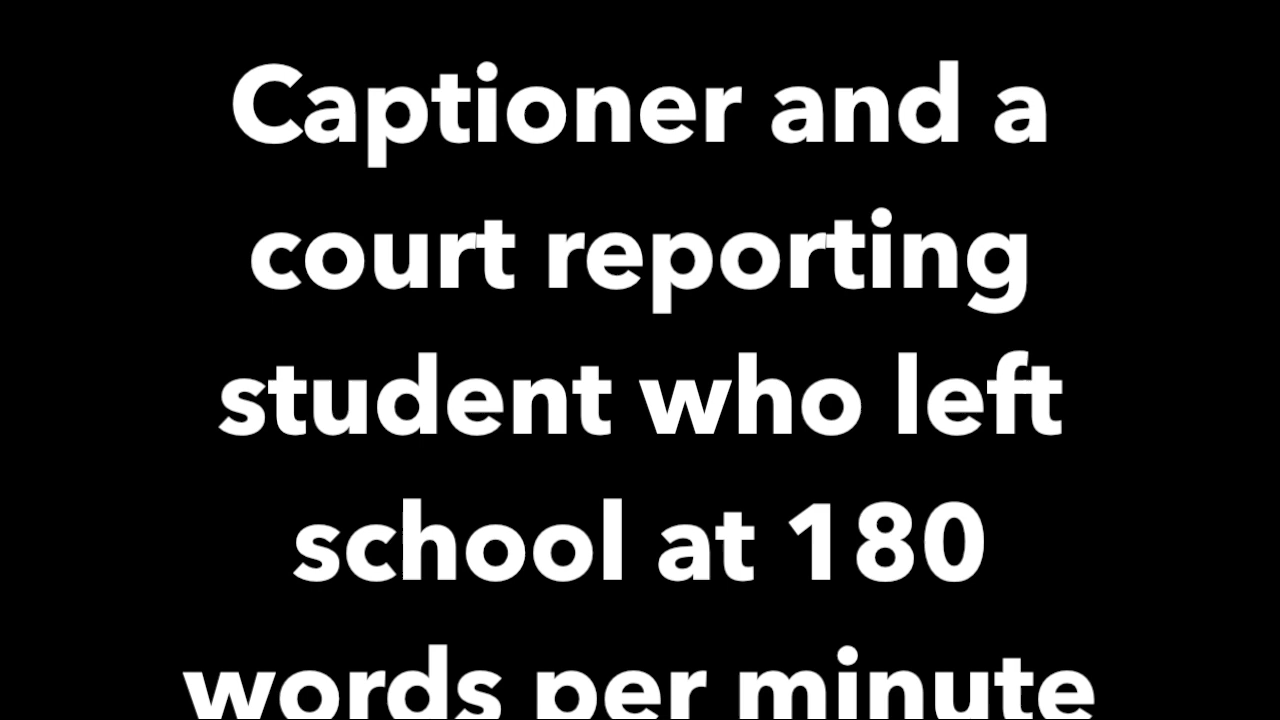 Captioner and a
court reporting
student who left
school at 180
words per minute